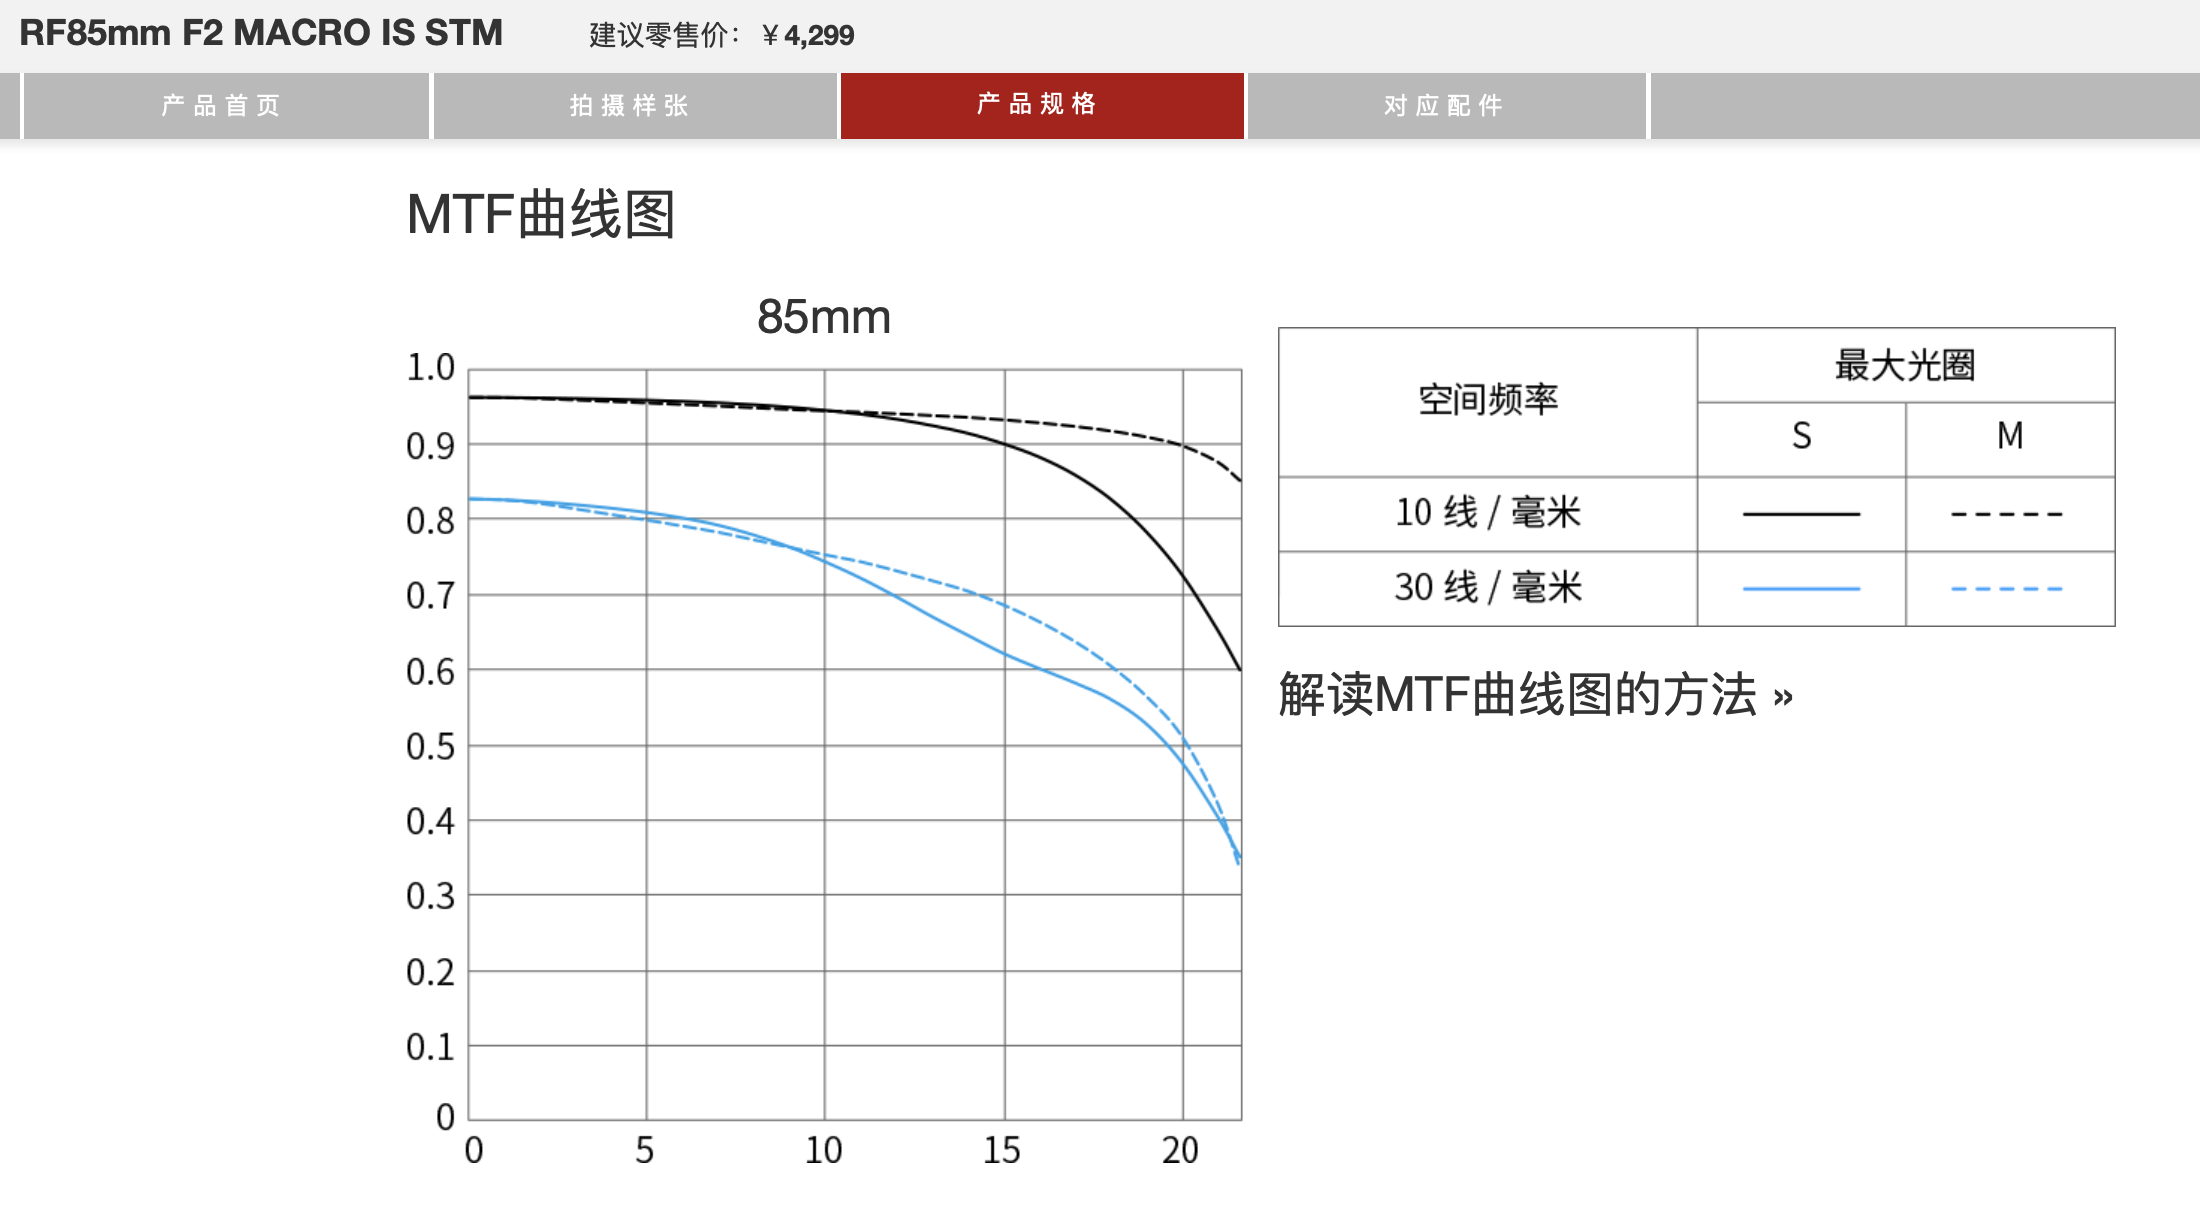 RF85mm F2 MACRO IS STM 建议零售价：￥4,299
产品首页 拍摄样张 产品规格 对应配件
MTF曲线图
85mm
1.0
0.9
0.8
0.7
0.6
0.5
0.4
0.3
0.2
0.1
0
0 5 10 15 20
空间频率 最大光圈
S M
10 线 / 毫米
30 线 / 毫米
解读MTF曲线图的方法 »